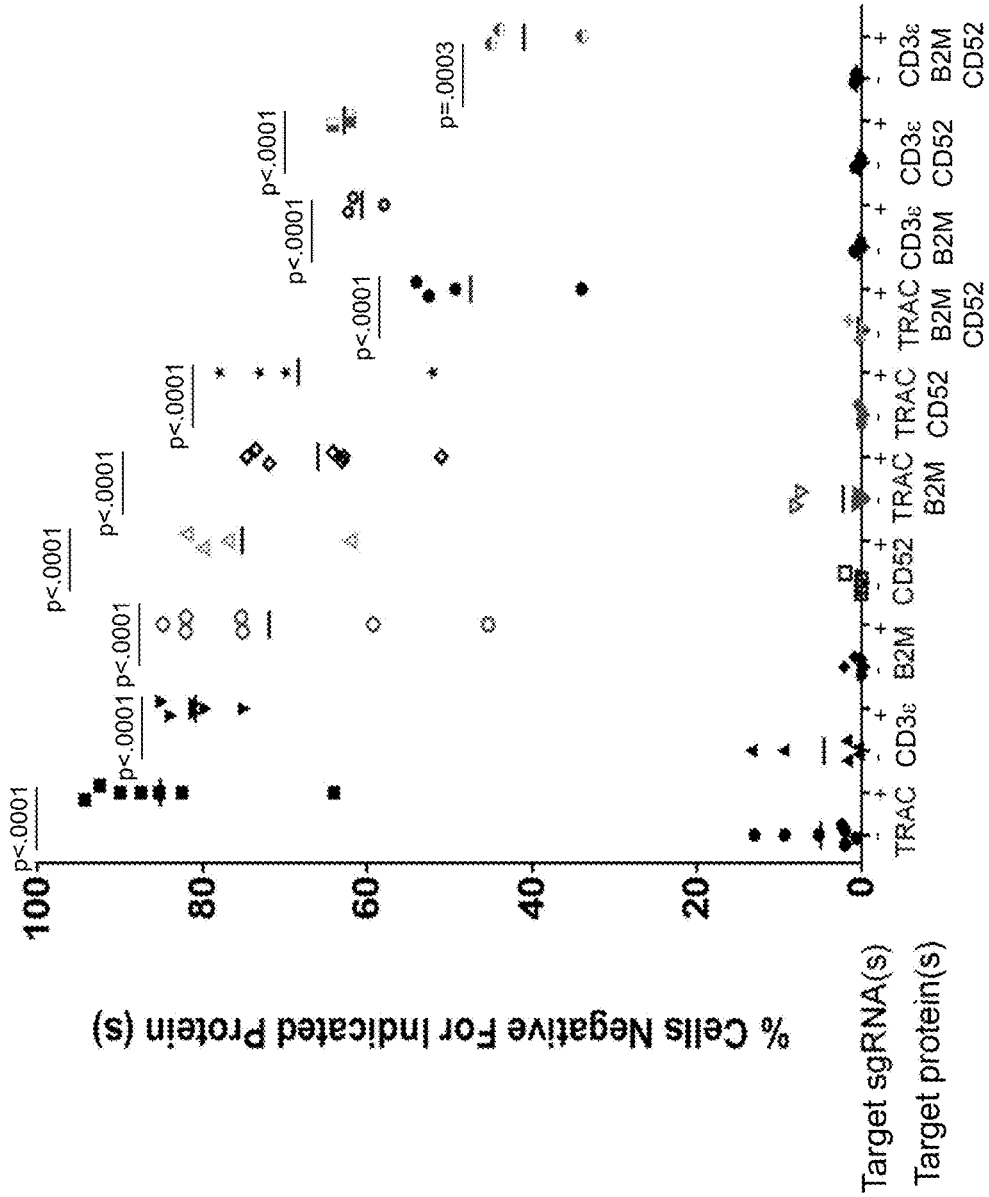 % Cells Negative For Indicated Protein (s)
100
80
60
40
20
0
p<.0001
p<.0001
p<.0001
p<.0001
p<.0001
p<.0001
p<.0001
p<.0001
p<.0001
p=.0003
Target sgRNA(s)
- + - + - + - + - + - + - + - + - + - +
Target protein(s)
TRAC
CD3ε
B2M
CD52
TRAC
B2M
TRAC
CD52
TRAC
B2M
CD52
CD3ε
B2M
CD3ε
CD52
CD3ε
B2M
CD52